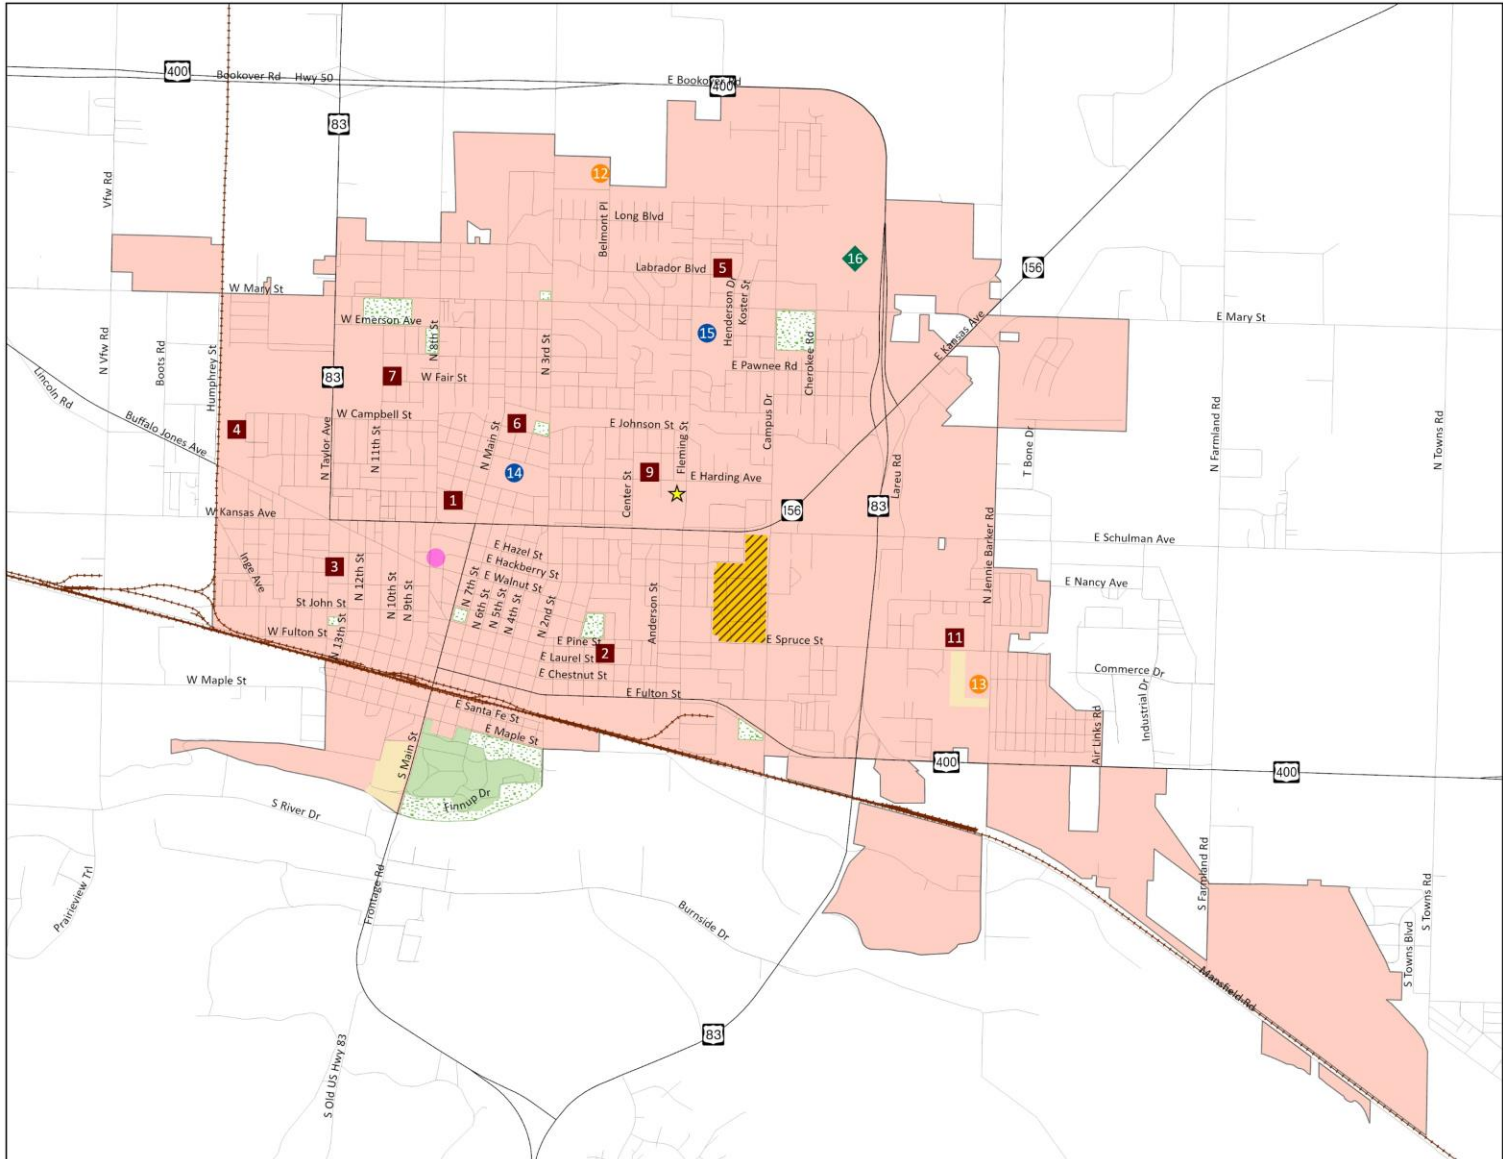 400
Bookover Rd
Hwy 50
E Bookover Rd
400
83
12
Vfw Rd
Long Blvd
Belmont Pl
16
156
Labrador Blvd
5
Henderson Dr
Koster St
W Mary St
E Mary St
W Emerson Ave
N 8th St
15
E Kansas Ave
N Vfw Rd
Boots Rd
N 3rd St
Cherokee Rd
E Pawnee Rd
83
7
W Fair St
Humphrey St
Lincoln Rd
Buffalo Jones Ave
W Campbell St
4
N Taylor Ave
N 11th St
N Main St
6
E Johnson St
Fleming St
Campus Dr
N Farmland Rd
N Towns Rd
T Bone Dr
14
9
E Harding Ave
Center St
Lareu Rd
1
W Kansas Ave
156
83
N Jennie Barker Rd
E Schulman Ave
E Hazel St
E Hackberry St
E Walnut St
3
Inge Ave
N 12th St
N 10th St
N 9th St
N 7th St
N 6th St
N 5th St
N 4th St
N 2nd St
Anderson St
E Nancy Ave
St John St
W Fulton St
N 13th St
E Pine St
E Spruce St
11
2
E Laurel St
E Chestnut St
Commerce Dr
W Maple St
E Fulton St
13
Industrial Dr
Air Links Rd
E Santa Fe St
E Maple St
S Main St
400
400
S River Dr
Finnup Dr
Prairieview Trl
Frontage Rd
S Farmland Rd
S Towns Rd
S Towns Blvd
Burnside Dr
Mansfield Rd
83
S Old US Hwy 83